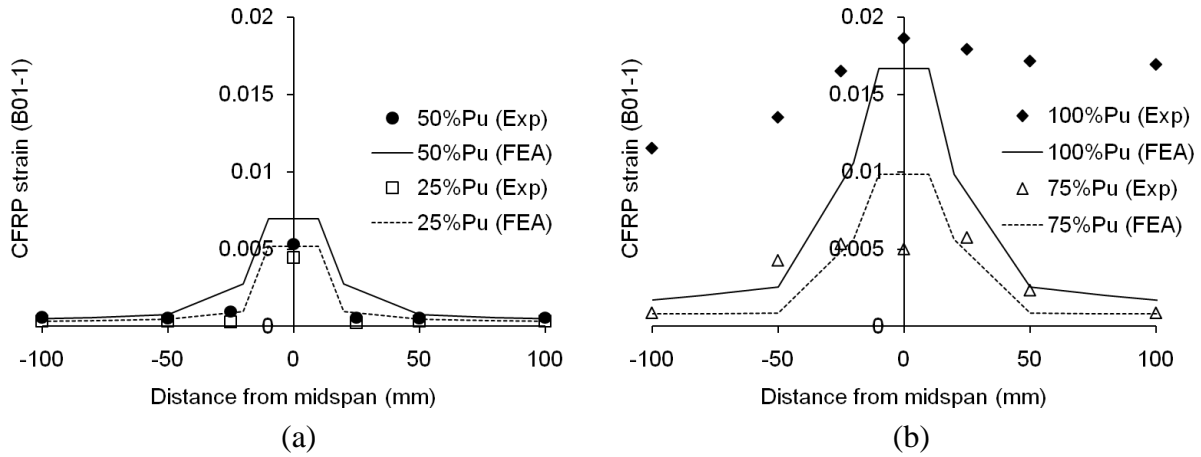 CFRP strain (B01-1)
0.02
0.015
0.01
0.005
0
-100 -50 0 50 100
Distance from midspan (mm)
50%Pu (Exp)
50%Pu (FEA)
25%Pu (Exp)
25%Pu (FEA)
(a)
CFRP strain (B01-1)
0.02
0.015
0.01
0.005
0
-100 -50 0 50 100
Distance from midspan (mm)
100%Pu (Exp)
100%Pu (FEA)
75%Pu (Exp)
75%Pu (FEA)
(b)